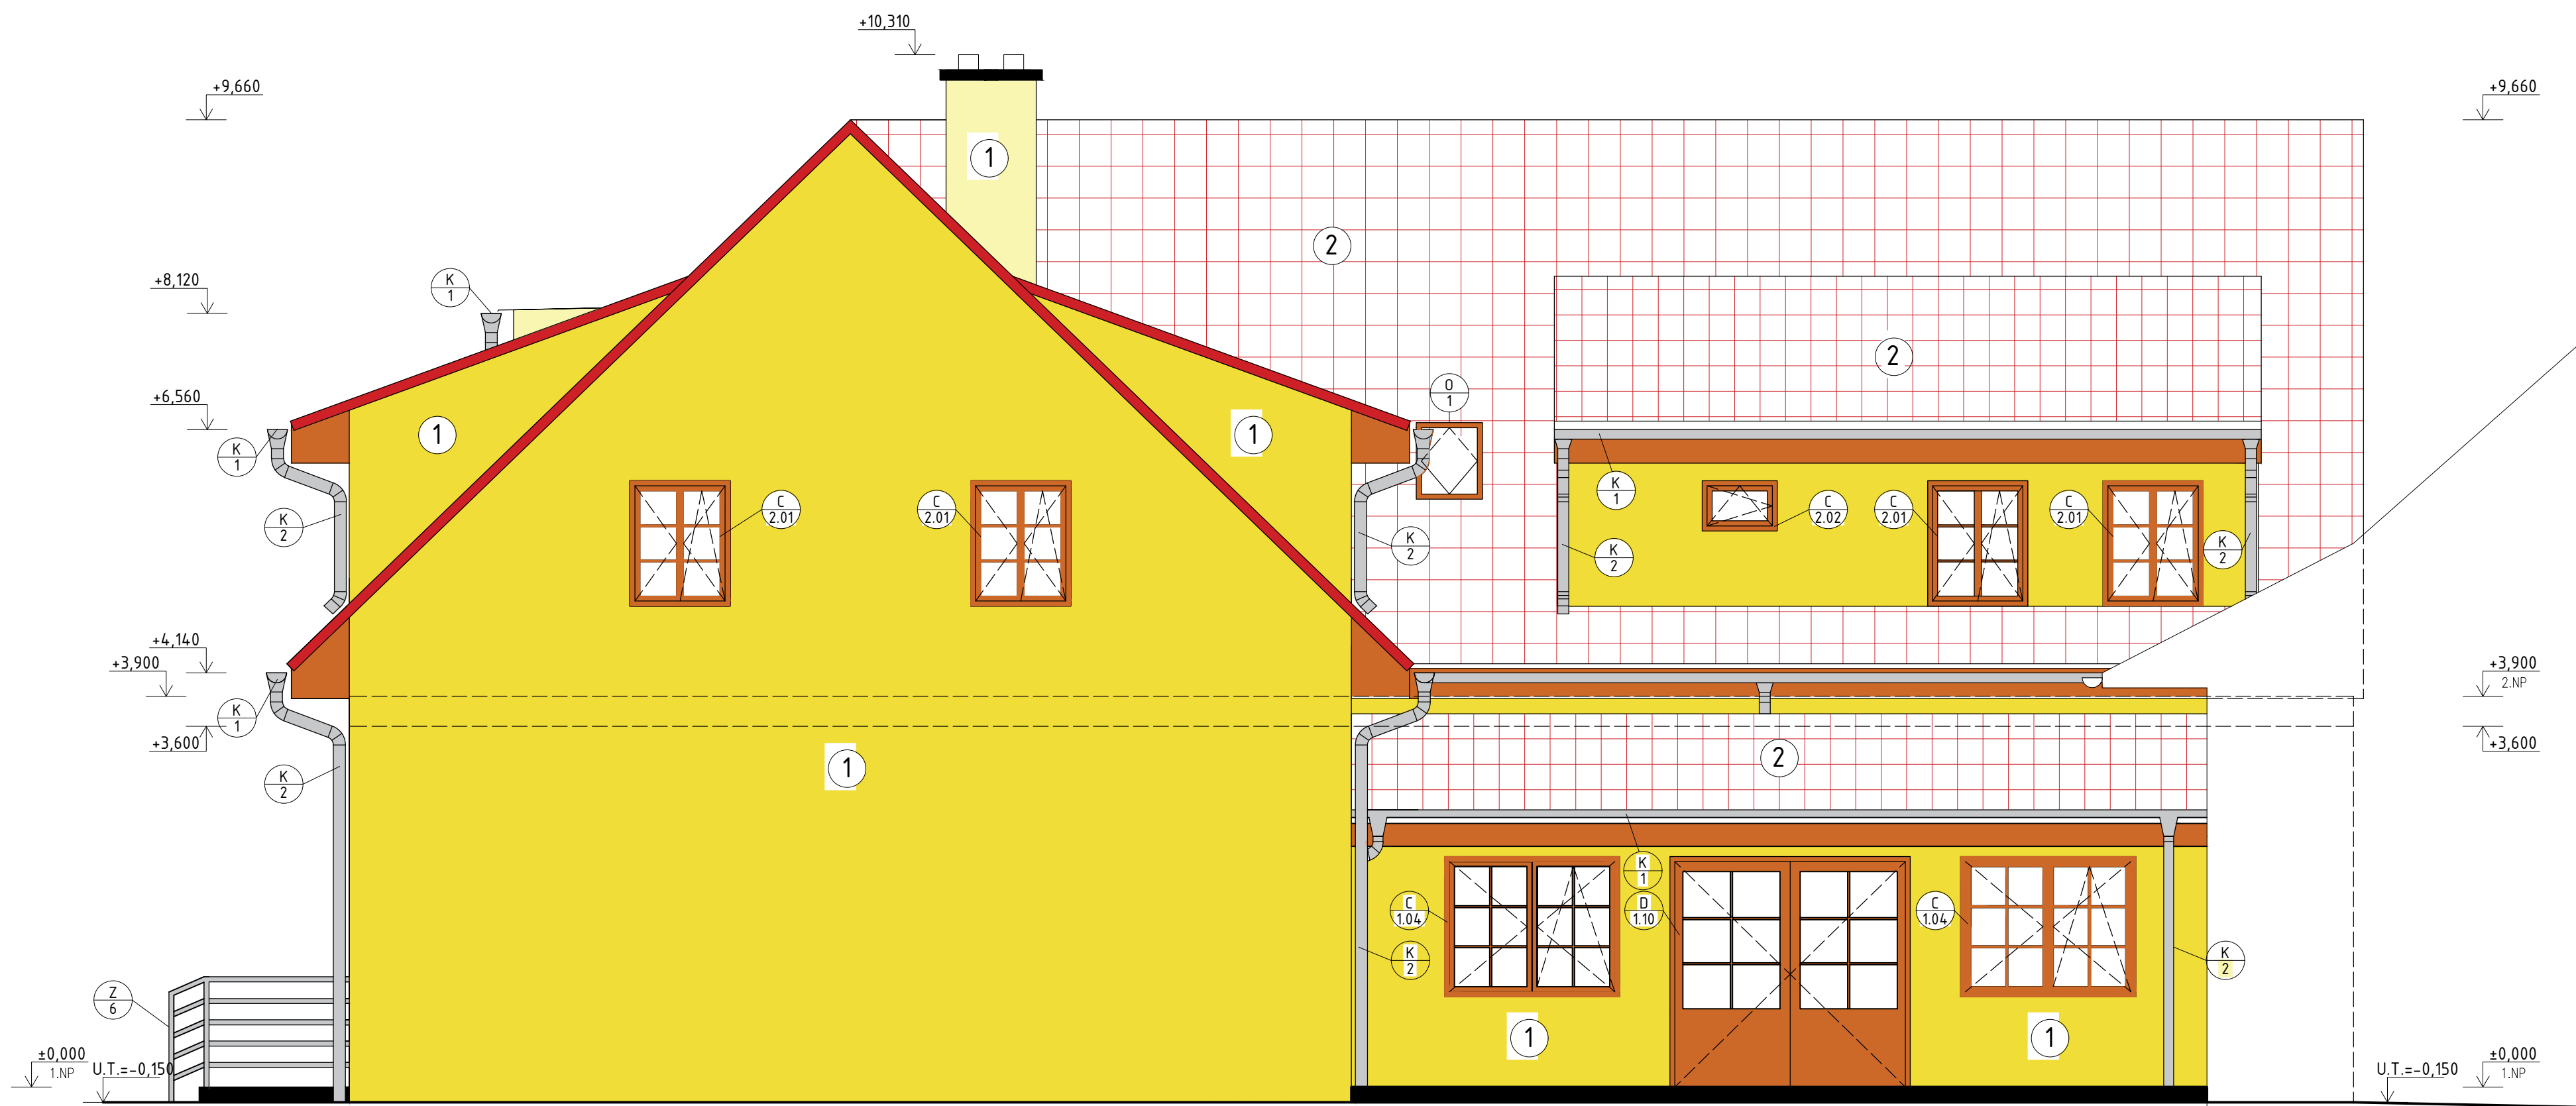 +10,310
+9,660
+9,660
1
2
+8,120
K
1
2
+6,560
O
1
1
1
K
1
K
1
K
2
C
2.01
C
2.01
K
2
K
2
C
2.02
C
2.01
C
2.01
K
2
+4,140
+3,900
+3,900
2.NP
K
1
+3,600
+3,600
K
2
1
2
K
1
C
1.04
D
1.10
C
1.04
K
2
K
2
Z
6
1
1
±0,000
1.NP
U.T.=-0,150
U.T.=-0,150
±0,000
1.NP